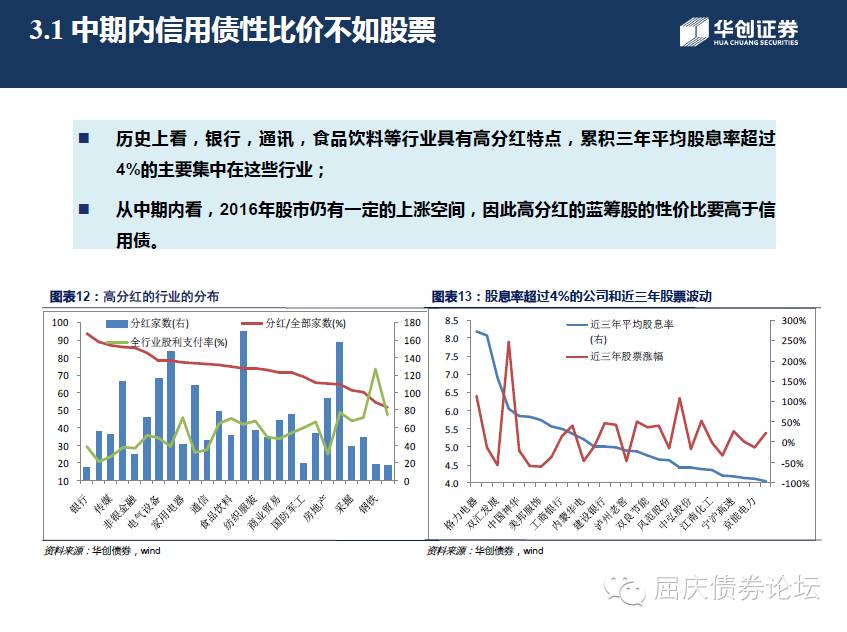 3.1 中期内信用债性比价不如股票
华创证券
HUA CHUANG SECURITIES
历史上看，银行，通讯，食品饮料等行业具有高分红特点，累积三年平均股息率超过
4%的主要集中在这些行业；
从中期内看，2016年股市仍有一定的上涨空间，因此高分红的蓝筹股的性价比要高于信
用债。
图表12：高分红的行业的分布
分红家数(右)
分红/全部家数(%)
全行业股利支付率(%)
100
90
80
70
60
50
40
30
20
10
180
160
140
120
100
80
60
40
20
0
银行
传媒
非银金融
电气设备
家用电器
通信
食品饮料
纺织服装
商业贸易
国防军工
房地产
采掘
钢铁
资料来源：华创债券，wind
图表13：股息率超过4%的公司和近三年股票波动
近三年平均股息率
(右)
近三年股票涨幅
8.5
8.0
7.5
7.0
6.5
6.0
5.5
5.0
4.5
4.0
300%
250%
200%
150%
100%
50%
0%
-50%
-100%
格力电器
双汇发展
中国神华
美邦服饰
工商银行
内蒙华电
建设银行
泸州老窖
双良节能
风范股份
中弘股份
江南化工
宁沪高速
京能电力
资料来源：华创债券，wind
屈庆债券论坛